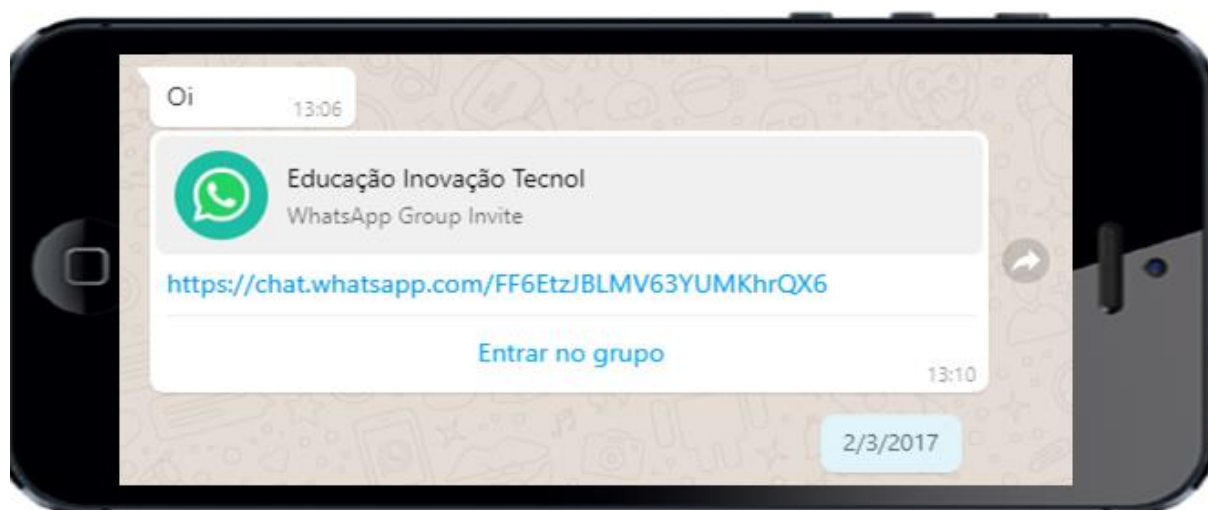 Oi
13:06
Educação Inovação Tecnol
WhatsApp Group Invite
https://chat.whatsapp.com/FF6EtzJBLMV63YUMKhrQX6
Entrar no grupo
13:10
2/3/2017